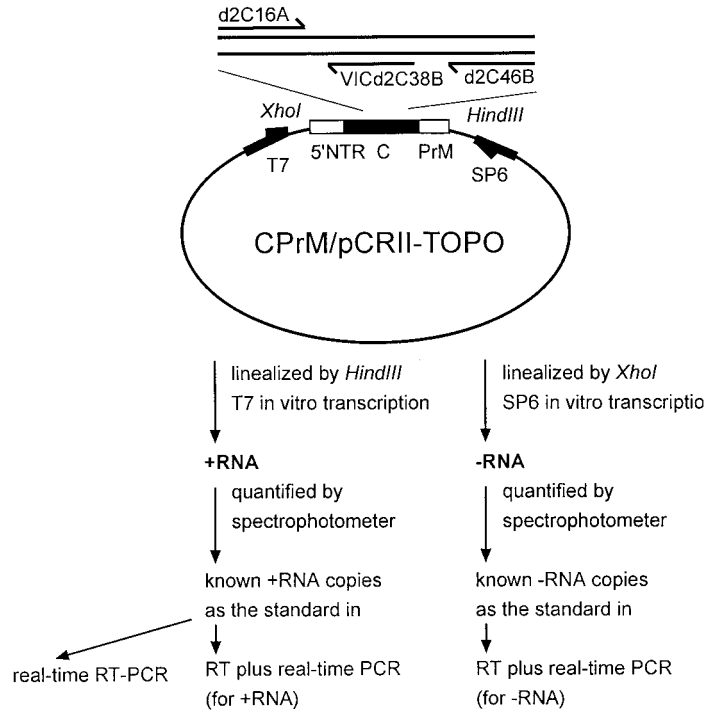 d2C16A
VICd2C38B
d2C46B
XhoI
HindIII
T7
5'NTR C PrM
SP6
CPrM/pCRII-TOPO
linealized by HindIII
T7 in vitro transcription
linealized by XhoI
SP6 in vitro transcriptio
+RNA
-RNA
quantified by
spectrophotometer
quantified by
spectrophotometer
known +RNA copies
as the standard in
known -RNA copies
as the standard in
real-time RT-PCR
RT plus real-time PCR
(for +RNA)
RT plus real-time PCR
(for -RNA)